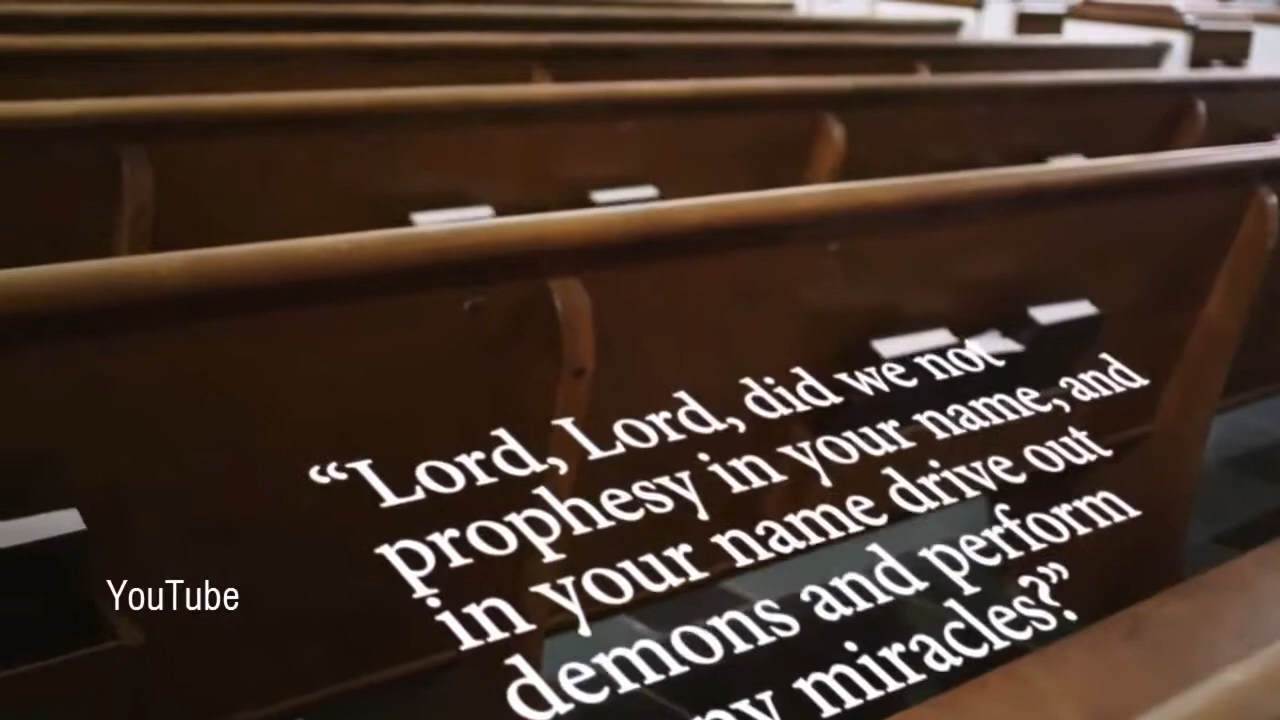 “Lord, Lord, did we not
prophesy in your name, and
in your name drive out
demons and perform
miracles?”
YouTube